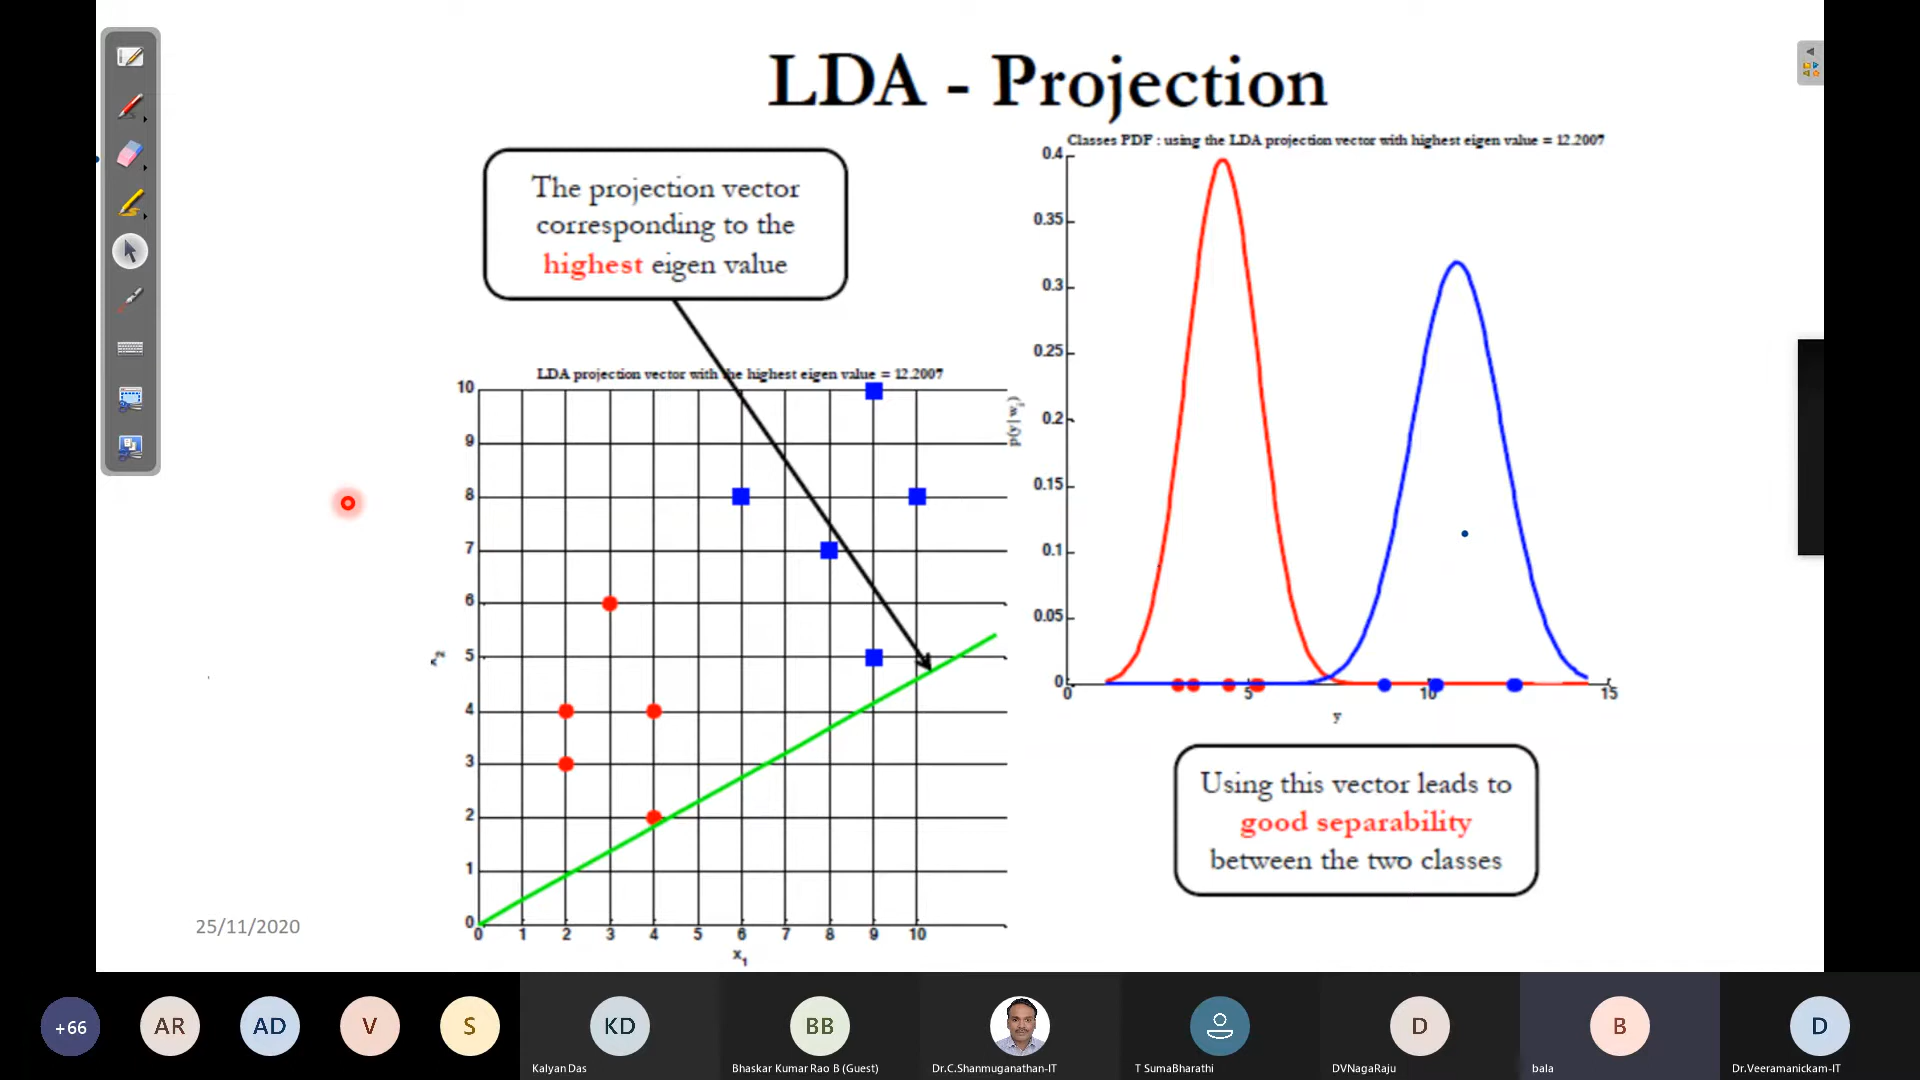 LDA - Projection
The projection vector
corresponding to the
highest eigen value
Classes PDF : using the LDA projection vector with highest eigen value = 12.2007
0.4
0.35
0.3
0.25
0.2
0.15
0.1
0.05
0
p(y|wi)
0 5 10 15
y
LDA projection vector with the highest eigen value = 12.2007
10
9
8
7
6
5
4
3
2
1
0
x2
0 1 2 3 4 5 6 7 8 9 10
x1
Using this vector leads to
good separability
between the two classes
25/11/2020
+66 AR AD V S KD BB D B D
Kalyan Das Bhaskar Kumar Rao B (Guest) Dr.C.Shanmuganathan-IT T SumaBharathi DVNagaRaju bala Dr.Veeramanickam-IT